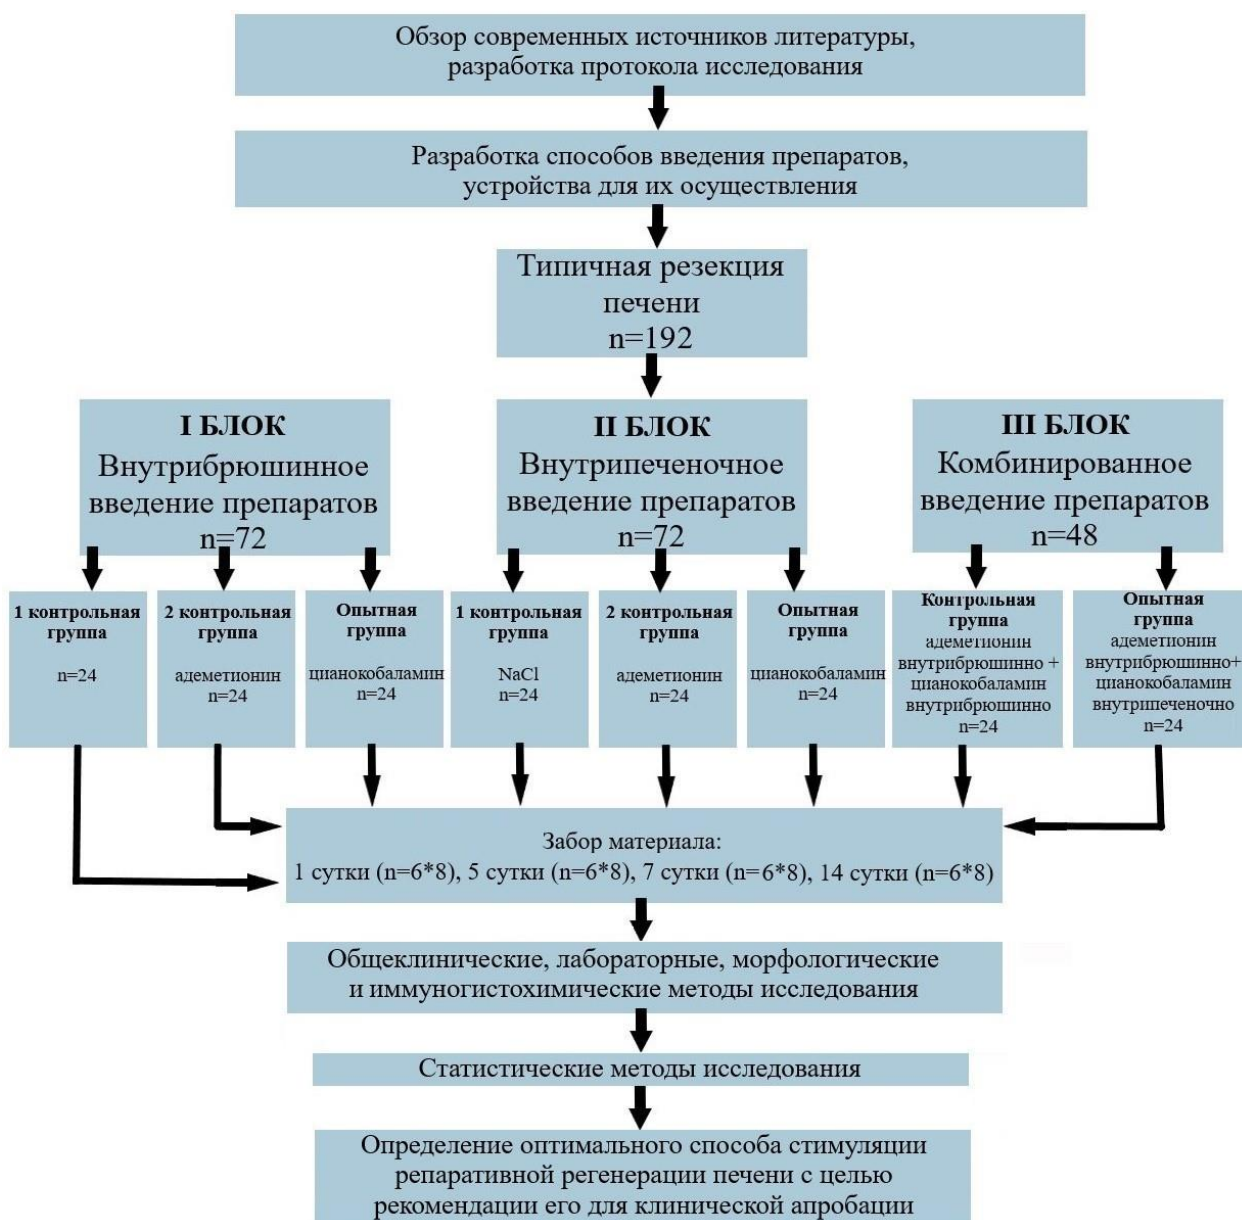 Обзор современных источников литературы,
разработка протокола исследования
Разработка способов введения препаратов,
устройства для их осуществления
Типичная резекция
печени
n=192
I БЛОК
Внутрибрюшинное
введение препаратов
n=72
II БЛОК
Внутрипеченочное
введение препаратов
n=72
III БЛОК
Комбинированное
введение препаратов
n=48
1 контрольная
группа
n=24
2 контрольная
группа
адеметионин
n=24
Опытная
группа
цианокобаламин
n=24
1 контрольная
группа
NaCl
n=24
2 контрольная
группа
адеметионин
n=24
Опытная
группа
цианокобаламин
n=24
Контрольная
группа
адеметионин
внутрибрюшинно +
цианокобаламин
внутрибрюшинно
n=24
Опытная
группа
адеметионин
внутрибрюшинно+
цианокобаламин
внутрипеченочно
n=24
Забор материала:
1 сутки (n=6*8), 5 сутки (n=6*8), 7 сутки (n=6*8), 14 сутки (n=6*8)
Общеклинические, лабораторные, морфологические
и иммуногистохимические методы исследования
Статистические методы исследования
Определение оптимального способа стимуляции
репаративной регенерации печени с целью
рекомендации его для клинической апробации